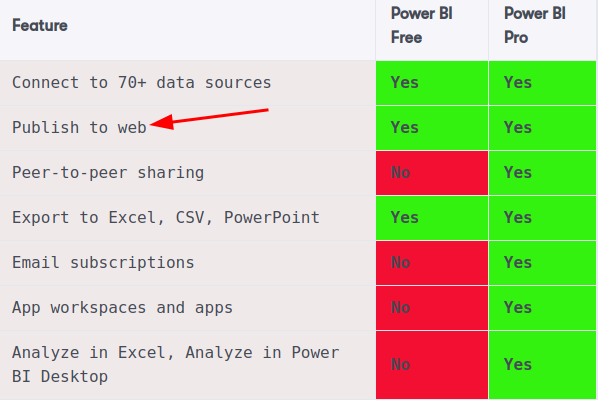 Feature Power BI Free Power BI Pro
Connect to 70+ data sources Yes Yes
Publish to web Yes Yes
Peer-to-peer sharing No Yes
Export to Excel, CSV, PowerPoint Yes Yes
Email subscriptions No Yes
App workspaces and apps No Yes
Analyze in Excel, Analyze in Power
BI Desktop No Yes